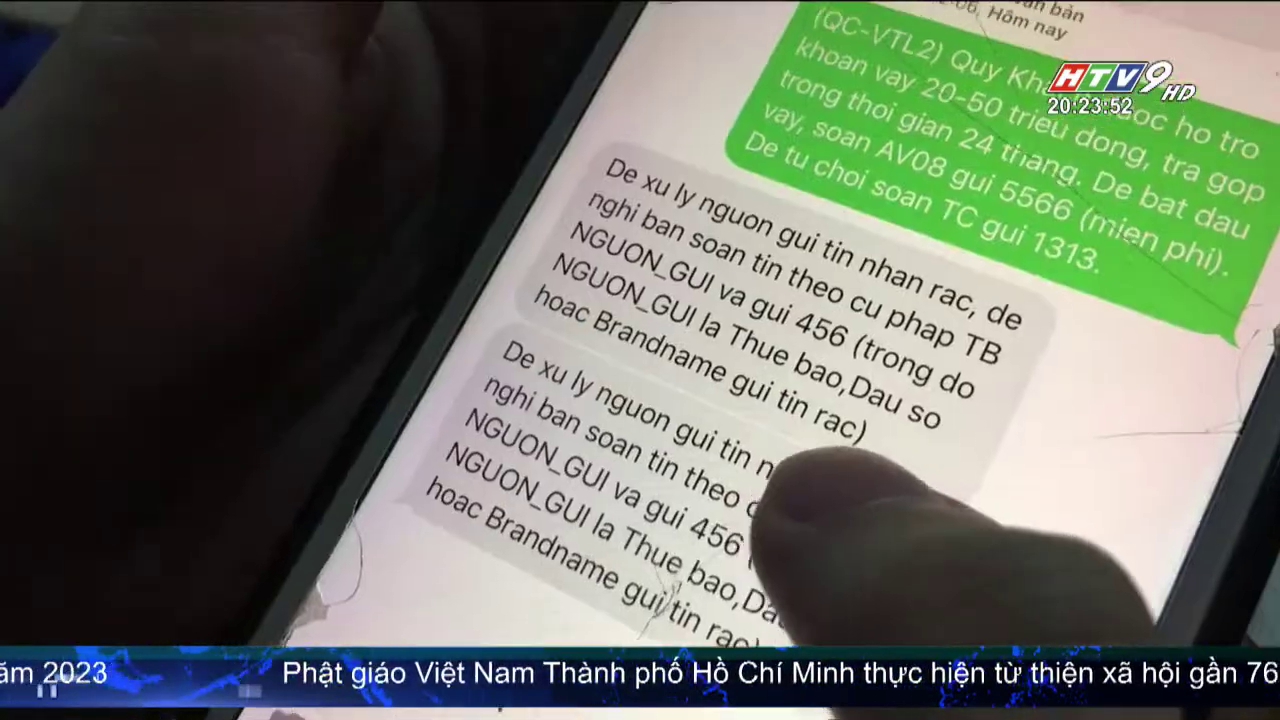 văn bản
Hôm nay
HTV9 HD
20:23:52
(QC-VTL2) Quy
khoan vay 20-50 trieu dong, tra gop
trong thoi gian 24 thang. De bat dau
vay, soan AV08 gui 5566 (mien phi).
De tu choi soan TC gui 1313.
De xu ly nguon gui tin nhan rac, de
nghi ban soan tin theo cu phap TB
NGUON_GUI va gui 456 (trong do
NGUON_GUI la Thue bao,Dau so
hoac Brandname gui tin rac)
De xu ly nguon gui tin
nghi ban soan tin theo
NGUON_GUI va gui 456
NGUON_GUI la Thue bao,
hoac Brandname gui tin rac)
2023
Phật giáo Việt Nam Thành phố Hồ Chí Minh thực hiện từ thiện xã hội gần 76